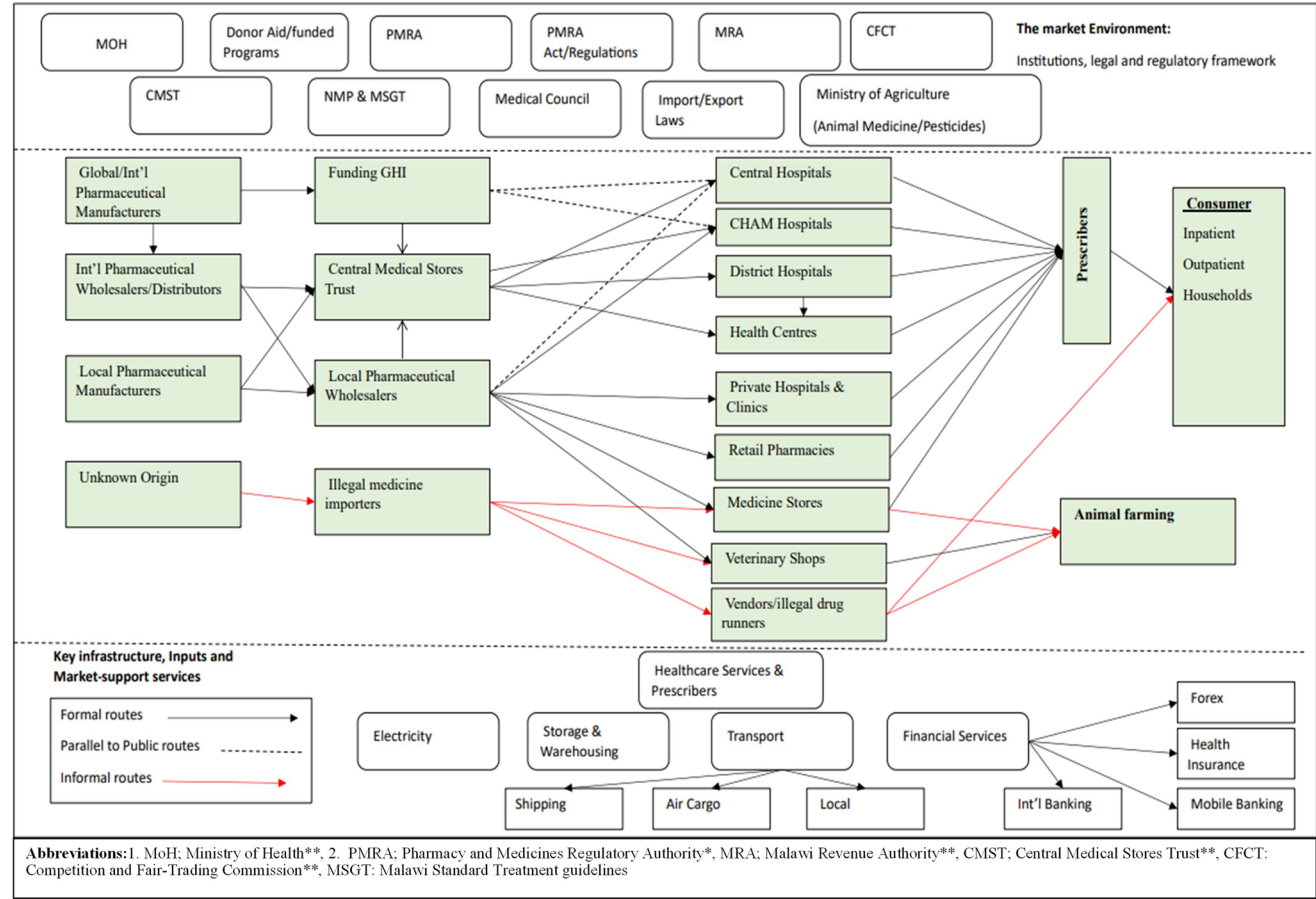 MOH
Donor Aid/funded
Programs
PMRA
PMRA
Act/Regulations
MRA
CFCT
The market Environment:
Institutions, legal and regulatory framework
CMST
NMP & MSGT
Medical Council
Import/Export
Laws
Ministry of Agriculture
(Animal Medicine/Pesticides)
Global/Int'l
Pharmaceutical
Manufacturers
Funding GHI
Central Hospitals
Prescribers
Consumer
Inpatient
Outpatient
Households
CHAM Hospitals
Int'l Pharmaceutical
Wholesalers/Distributors
Central Medical Stores
Trust
District Hospitals
Health Centres
Local Pharmaceutical
Manufacturers
Local Pharmaceutical
Wholesalers
Private Hospitals &
Clinics
Retail Pharmacies
Unknown Origin
Illegal medicine
importers
Medicine Stores
Animal farming
Veterinary Shops
Vendors/illegal drug
runners
Key infrastructure, Inputs and
Market-support services
Formal routes
Parallel to Public routes
Informal routes
Healthcare Services &
Prescribers
Electricity
Storage &
Warehousing
Transport
Financial Services
Forex
Health
Insurance
Shipping
Air Cargo
Local
Int'l Banking
Mobile Banking
Abbreviations:1. MoH; Ministry of Health**, 2. PMRA; Pharmacy and Medicines Regulatory Authority*, MRA; Malawi Revenue Authority**, CMST; Central Medical Stores Trust**, CFCT:
Competition and Fair-Trading Commission**, MSGT: Malawi Standard Treatment guidelines